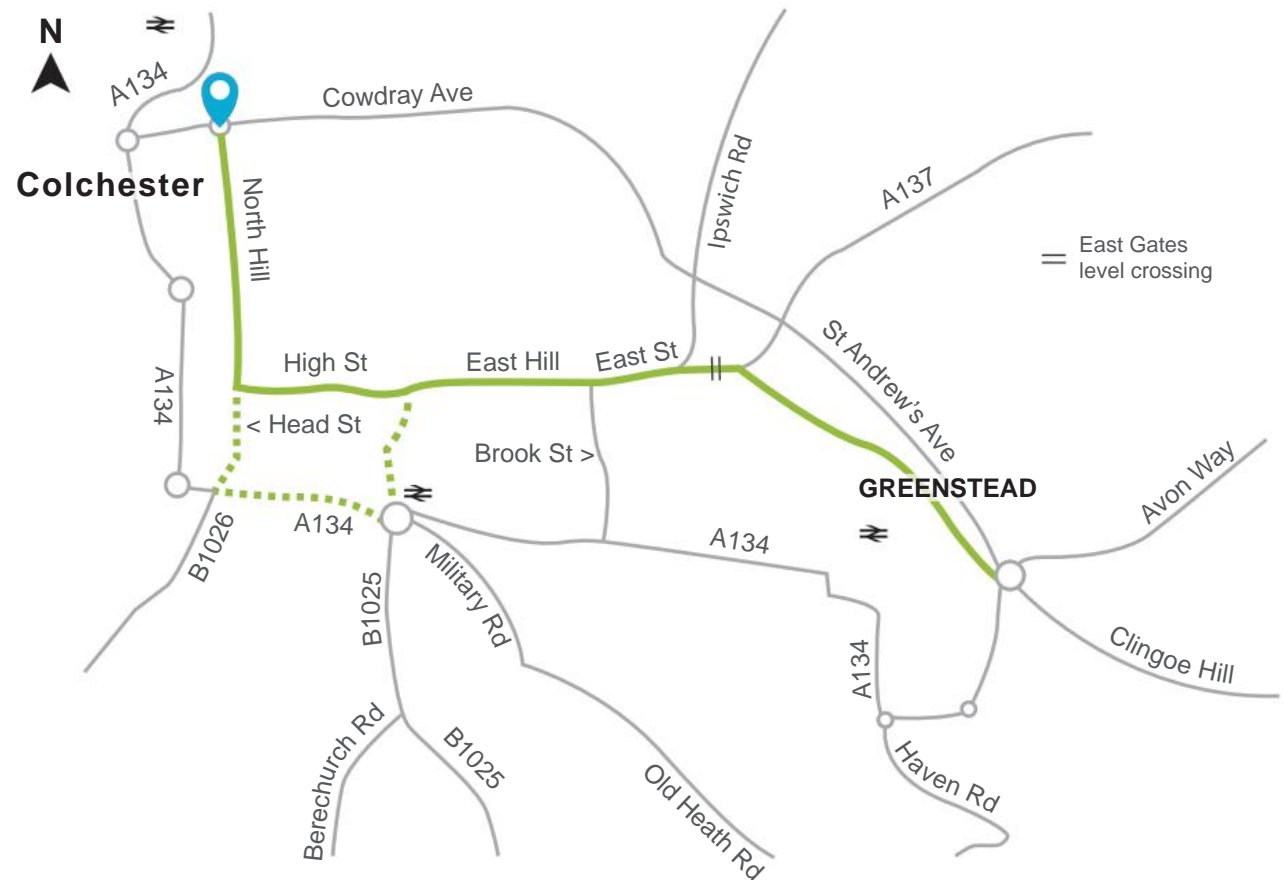 N
A134
Cowdray Ave
Colchester
North Hill
Ipswich Rd
A137
East Gates
level crossing
High St
East Hill
East St
St Andrew's Ave
A134
< Head St
Brook St >
GREENSTEAD
Avon Way
A134
B1026
A134
Military Rd
B1025
A134
Clingoe Hill
Berechurch Rd
B1025
Old Heath Rd
Haven Rd